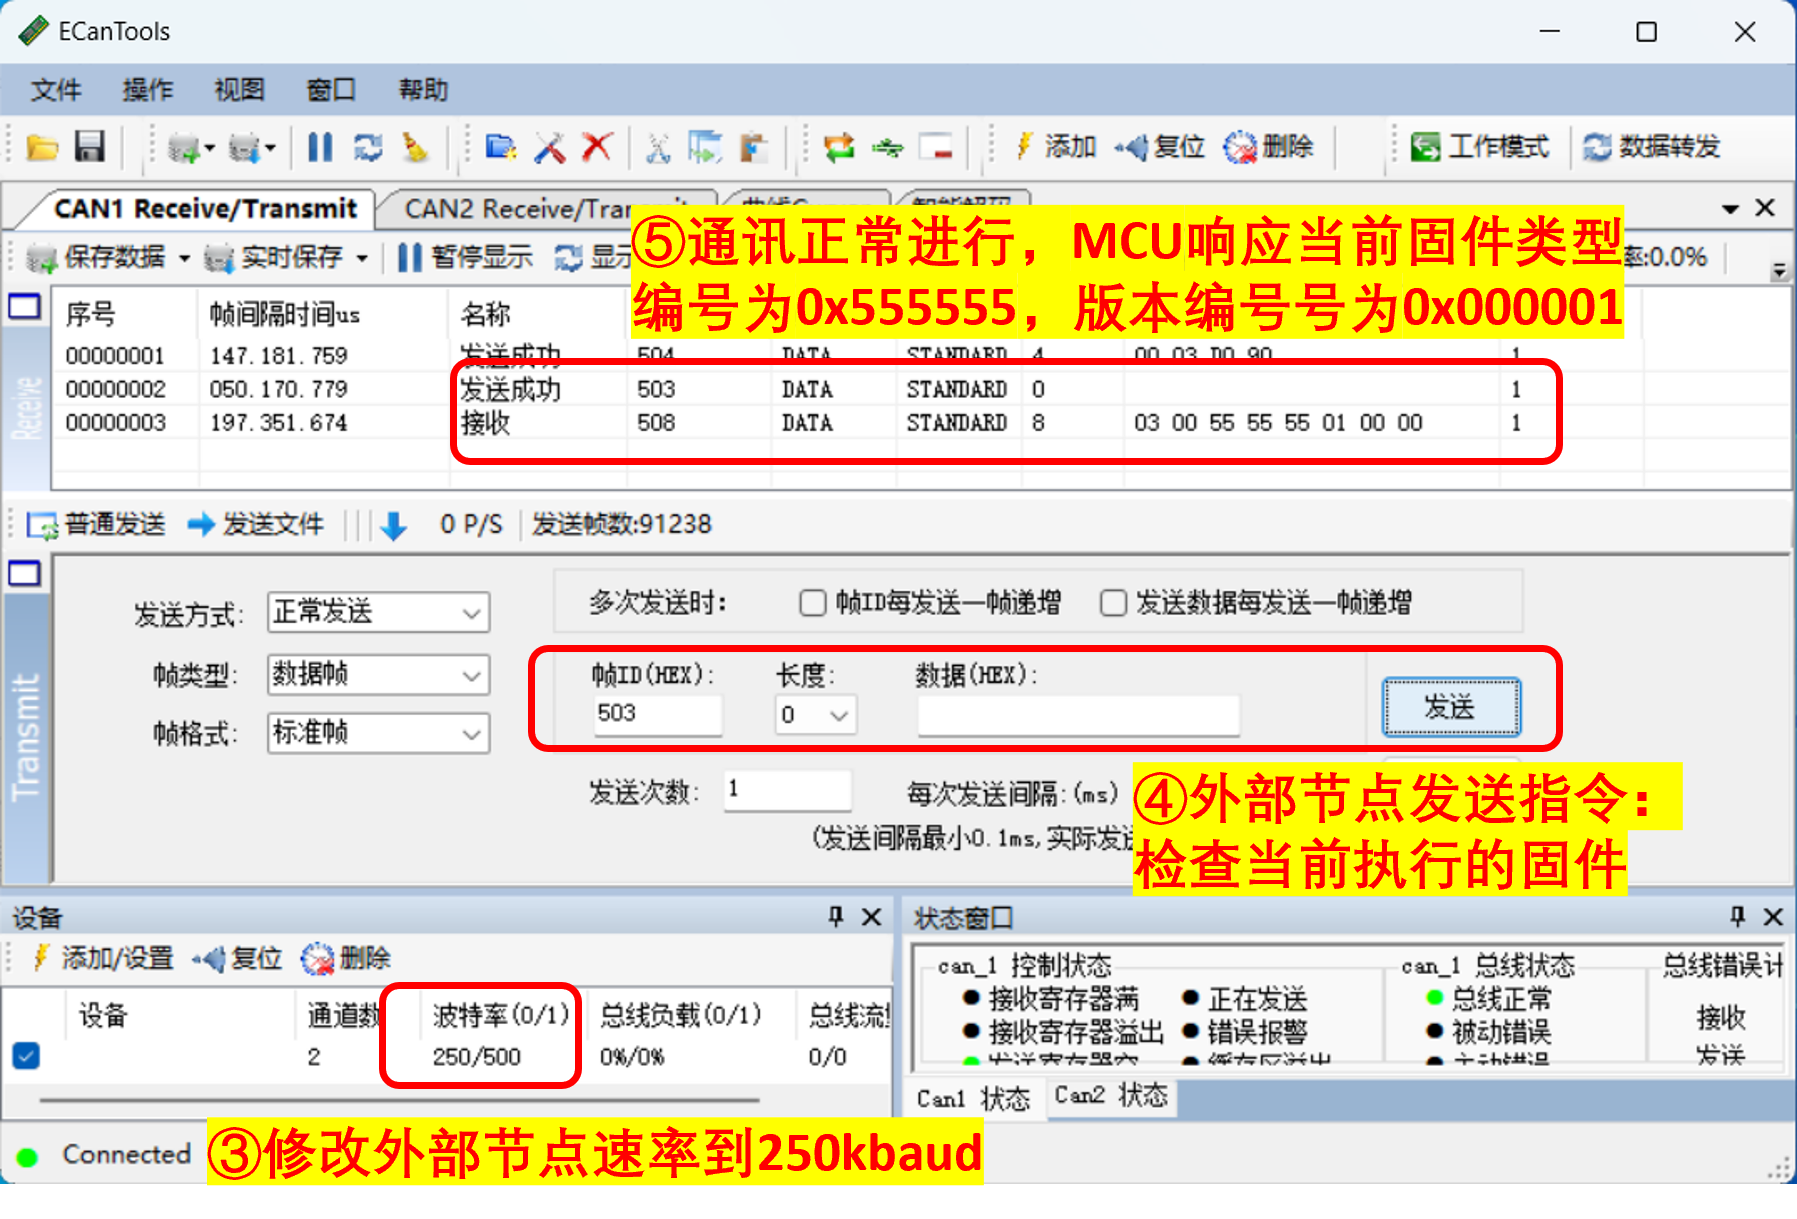 ECanTools
文件 操作 视图 窗口 帮助
添加 复位 删除 工作模式 数据转发
CAN1 Receive/Transmit CAN2 Receive/Tran
保存数据 实时保存 暂停显示 显示 率:0.0%
⑤通讯正常进行，MCU响应当前固件类型
编号为0x555555，版本编号号为0x000001
Receive
序号 帧间隔时间us 名称
00000001 147.181.759 发送成功 504 DATA STANDARD 4 00 03 D0 90 1
00000002 050.170.779 发送成功 503 DATA STANDARD 0 1
00000003 197.351.674 接收 508 DATA STANDARD 8 03 00 55 55 55 01 00 00 1
普通发送 发送文件 0 P/S 发送帧数:91238
Transmit
发送方式: 正常发送 多次发送时: 帧ID每发送一帧递增 发送数据每发送一帧递增
帧类型: 数据帧 帧ID(HEX): 长度: 数据(HEX):
503 0 发送
帧格式: 标准帧
发送次数: 1 每次发送间隔:(ms)
(发送间隔最小0.1ms,实际发送
④外部节点发送指令：
检查当前执行的固件
设备 状态窗口
添加/设置 复位 删除
设备 通道数 波特率(0/1) 总线负载(0/1) 总线流
2 250/500 0%/0% 0/0
can_1 控制状态 can_1 总线状态 总线错误计
接收寄存器满 正在发送 总线正常 接收
接收寄存器溢出 错误报警 被动错误
发送寄存器空 缓存区溢出 主动错误 发送
Can1 状态 Can2 状态
Connected
③修改外部节点速率到250kbaud